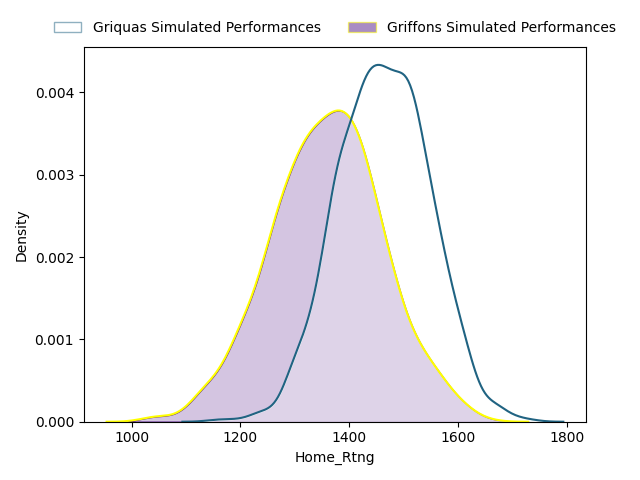 Griquas Simulated Performances
Griffons Simulated Performances
0.004
0.003
0.002
0.001
0.000
Density
1000 1200 1400 1600 1800
Home_Rtng